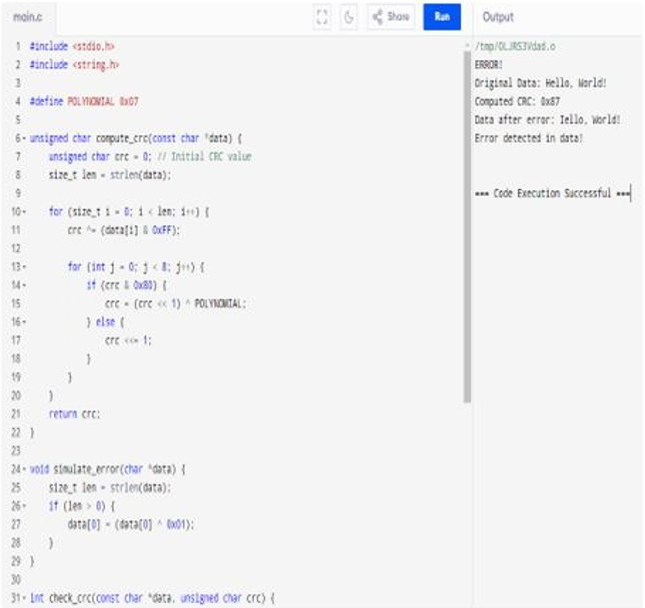 main.c
Share
Run
Output
1 #include <stdio.h>
2 #include <string.h>
3
4 #define POLYNOMIAL 0x07
5
6 unsigned char compute_crc(const char *data) {
7 unsigned char crc = 0; // Initial CRC value
8 size_t len = strlen(data);
9
10 for (size_t i = 0; i < len; i++) {
11 crc ^= (data[i] & 0xFF);
12
13 for (int j = 0; j < 8; j++) {
14 if (crc & 0x80) {
15 crc = (crc << 1) ^ POLYNOMIAL;
16 } else {
17 crc <<= 1;
18 }
19 }
20 }
21 return crc;
22 }
23
24 void simulate_error(char *data) {
25 size_t len = strlen(data);
26 if (len > 0) {
27 data[0] = (data[0] ^ 0x01);
28 }
29 }
30
31 int check_crc(const char *data, unsigned char crc) {
/tmp/OLJRS3Vdad.o
ERROR!
Original Data: Hello, World!
Computed CRC: 0x87
Data after error: Iello, World!
Error detected in data!
=== Code Execution Successful ===